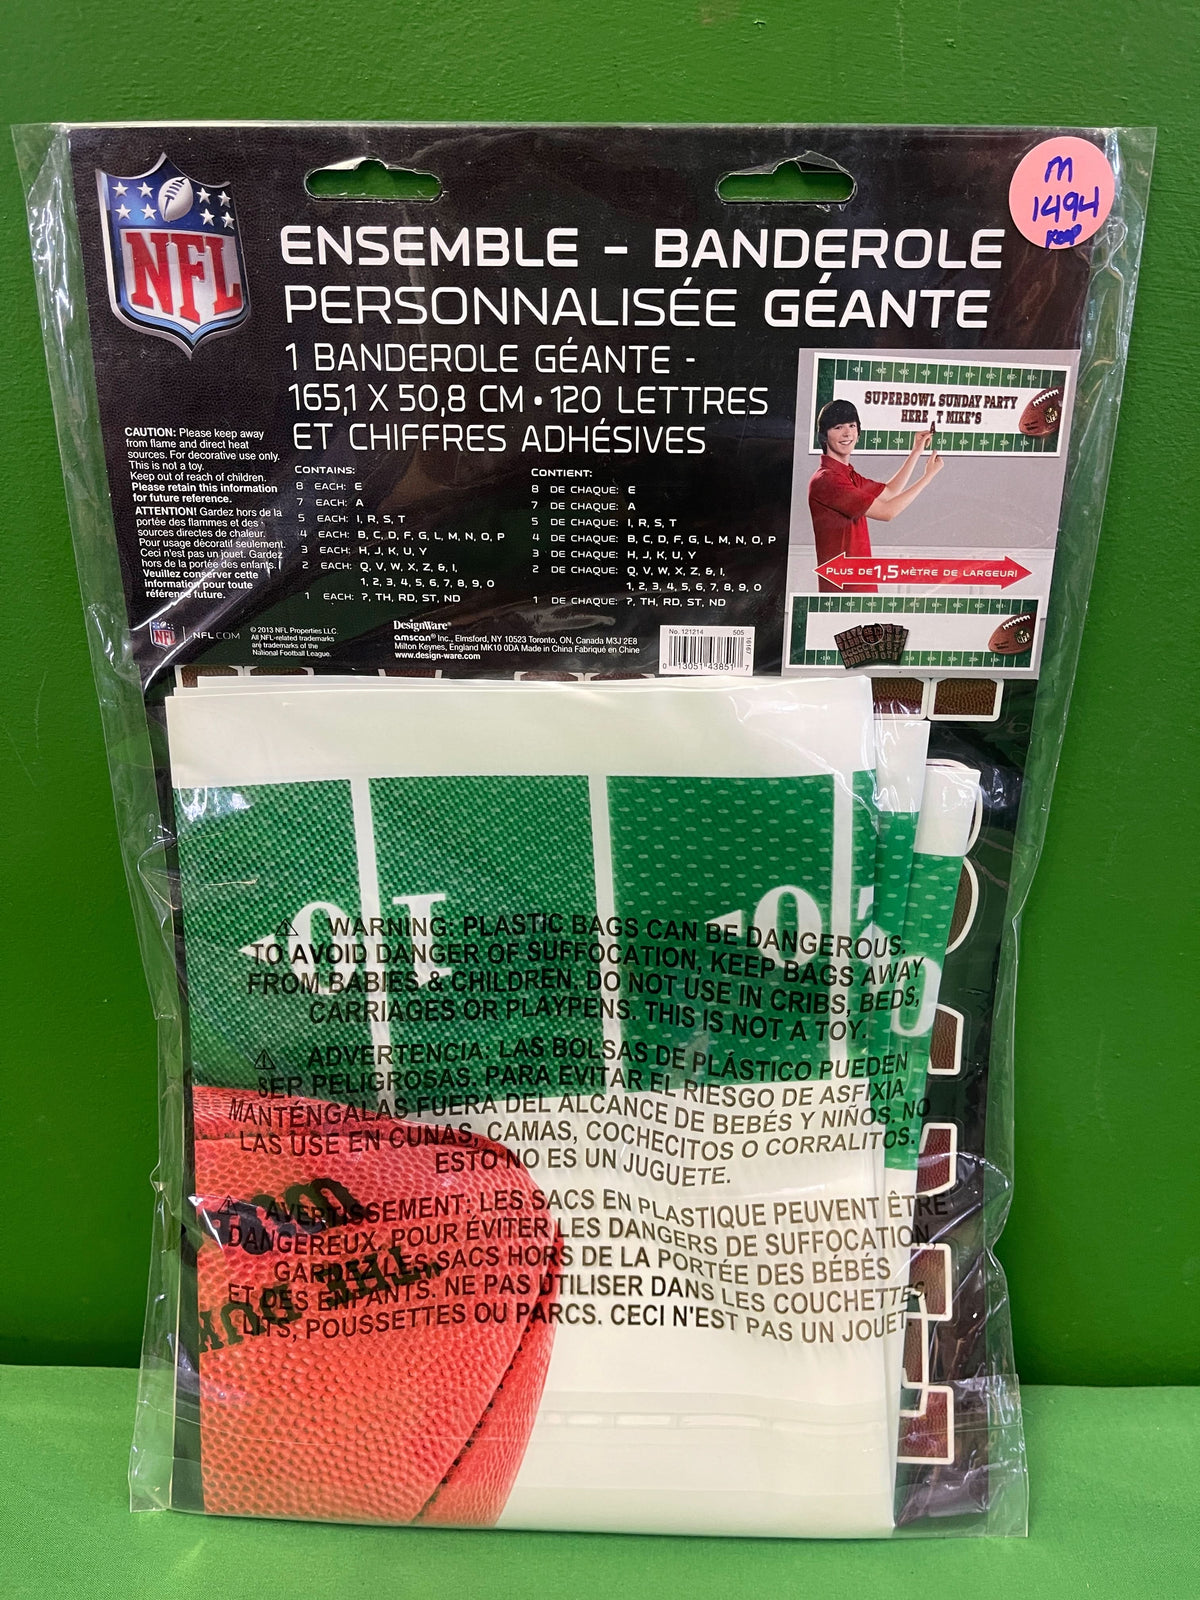 NFL
M
1494
Keep
ENSEMBLE – BANDEROLE
PERSONNALISÉE GÉANTE
1 BANDEROLE GÉANTE -
165,1 X 50,8 CM • 120 LETTRES
ET CHIFFRES ADHÉSIVES
CAUTION: Please keep away
from flame and direct heat
sources. For decorative use only.
This is not a toy.
Keep out of reach of children.
Please retain this information
for future reference.
ATTENTION! Gardez hors de la
portée des flammes et des
sources directes de chaleur.
Pour usage décoratif seulement.
Ceci n'est pas un jouet. Gardez
hors de la portée des enfants.
Veuillez conserver cette
information pour toute
référence future.
CONTAINS:
8 EACH: E
7 EACH: A
5 EACH: I, R, S, T
4 EACH: B, C, D, F, G, L, M, N, O, P
3 EACH: H, J, K, U, Y
2 EACH: Q, V, W, X, Z, &, !,
1, 2, 3, 4, 5, 6, 7, 8, 9, 0
1 EACH: ?, TH, RD, ST, ND
CONTIENT:
8 DE CHAQUE: E
7 DE CHAQUE: A
5 DE CHAQUE: I, R, S, T
4 DE CHAQUE: B, C, D, F, G, L, M, N, O, P
3 DE CHAQUE: H, J, K, U, Y
2 DE CHAQUE: Q, V, W, X, Z, &, !,
1, 2, 3, 4, 5, 6, 7, 8, 9, 0
1 DE CHAQUE: ?, TH, RD, ST, ND
SUPERBOWL SUNDAY PARTY
HERE T MIKE'S
PLUS DE 1,5 MÈTRE DE LARGEUR!
NFL
NFL.COM
© 2013 NFL Properties LLC.
All NFL-related trademarks
are trademarks of the
National Football League.
DesignWare®
amscan® Inc., Elmsford, NY 10523 Toronto, ON, Canada M3J 2E8
Milton Keynes, England MK10 0DA Made in China Fabriqué en Chine
www.design-ware.com
No. 121214 505
16167
0 13051 43851 7
WARNING: PLASTIC BAGS CAN BE DANGEROUS.
TO AVOID DANGER OF SUFFOCATION, KEEP BAGS AWAY
FROM BABIES & CHILDREN. DO NOT USE IN CRIBS, BEDS,
CARRIAGES OR PLAYPENS. THIS IS NOT A TOY.
ADVERTENCIA: LAS BOLSAS DE PLÁSTICO PUEDEN
SER PELIGROSAS. PARA EVITAR EL RIESGO DE ASFIXIA
MANTÉNGALAS FUERA DEL ALCANCE DE BEBÉS Y NIÑOS. NO
LAS USE EN CUNAS, CAMAS, COCHECITOS O CORRALITOS.
ESTO NO ES UN JUGUETE.
AVERTISSEMENT: LES SACS EN PLASTIQUE PEUVENT ÊTRE
DANGEREUX. POUR ÉVITER LES DANGERS DE SUFFOCATION,
GARDEZ LES SACS HORS DE LA PORTÉE DES BÉBÉS
ET DES ENFANTS. NE PAS UTILISER DANS LES COUCHETTES,
LITS, POUSSETTES OU PARCS. CECI N'EST PAS UN JOUET.